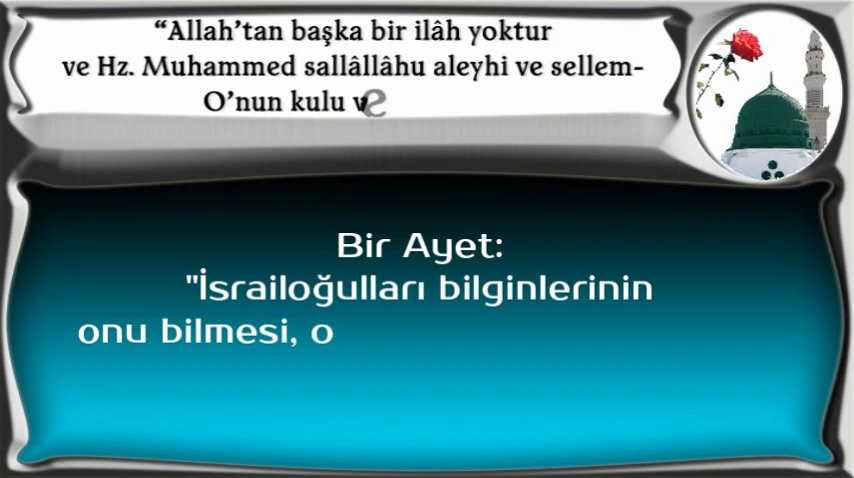 “Allah’tan başka bir ilâh yoktur
ve Hz. Muhammed sallâllâhu aleyhi ve sellem-
O’nun kulu
Bir Ayet:
"İsrailoğulları bilginlerinin
onu bilmesi, o